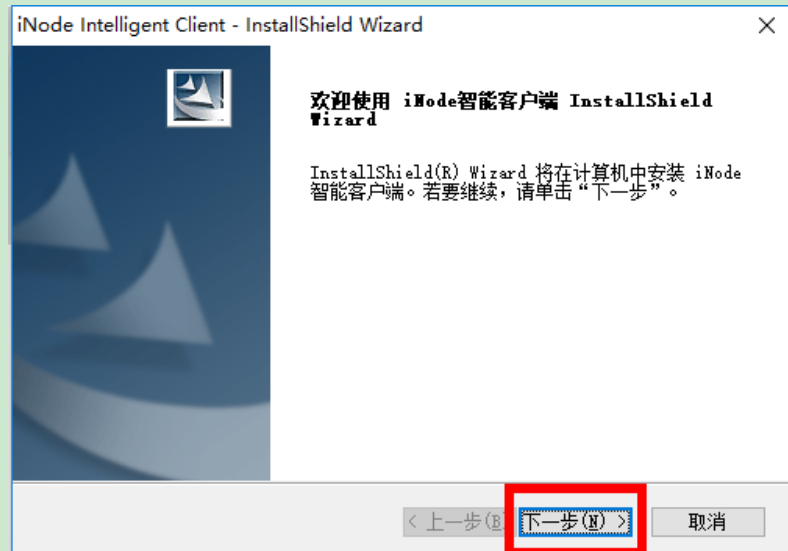 iNode Intelligent Client - InstallShield Wizard
欢迎使用 iNode智能客户端 InstallShield
Wizard
InstallShield(R) Wizard 将在计算机中安装 iNode
智能客户端。若要继续，请单击“下一步”。
< 上一步(B
下一步(N) >
取消